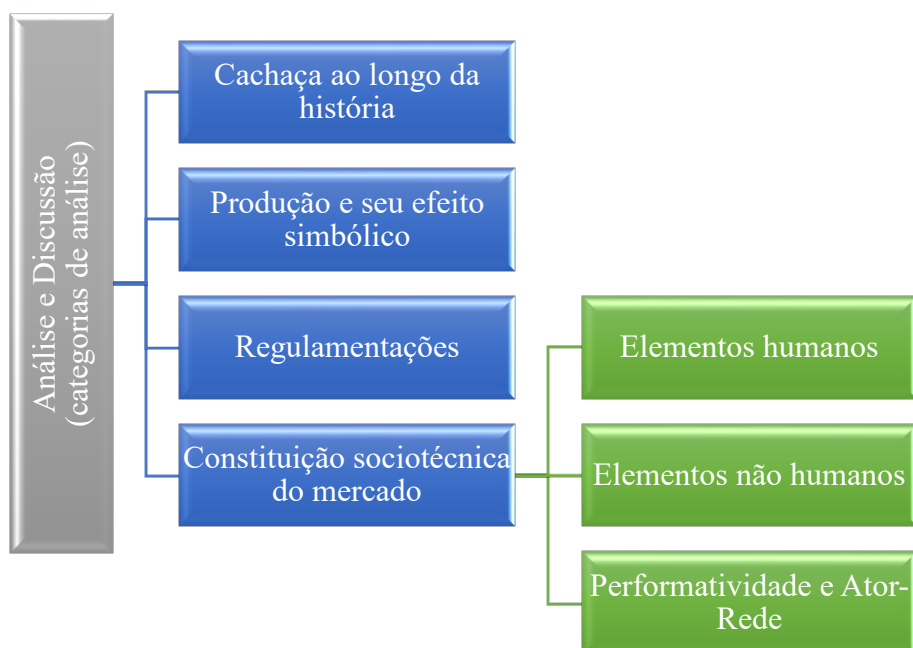 Análise e Discussão
(categorias de análise)
Cachaça ao longo da
história
Produção e seu efeito
simbólico
Regulamentações
Constituição sociotécnica
do mercado
Elementos humanos
Elementos não humanos
Performatividade e Ator-
Rede